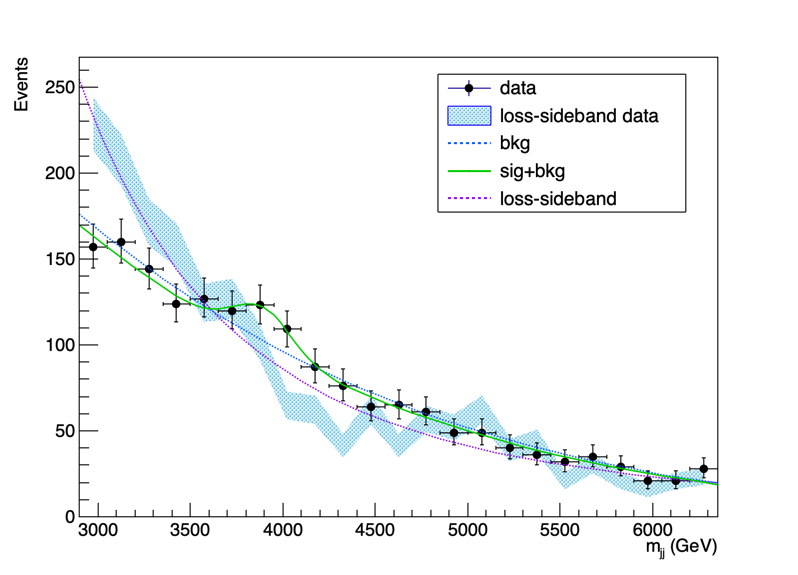 Events
250
200
150
100
50
0
data
loss-sideband data
bkg
sig+bkg
loss-sideband
3000 3500 4000 4500 5000 5500 6000
m_jj (GeV)